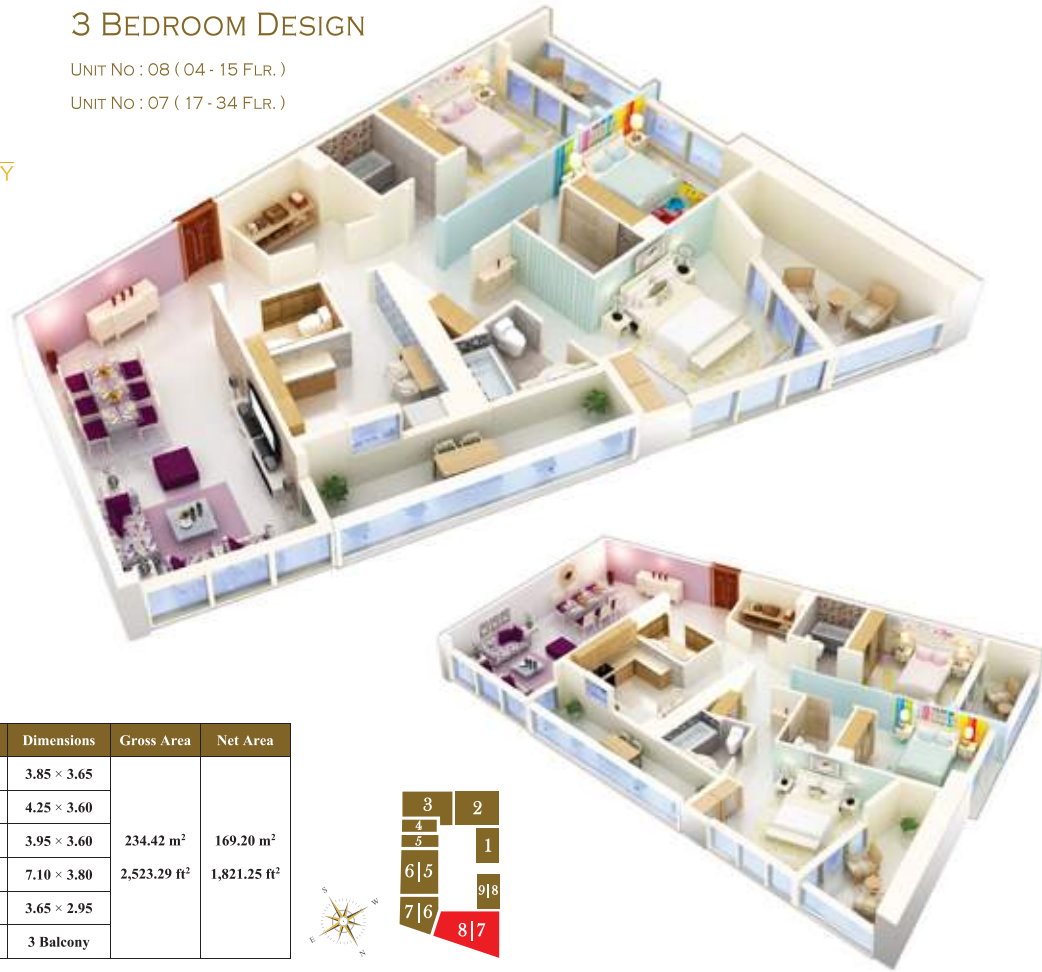 3 Bedroom Design
Unit No : 08 ( 04 - 15 Flr. )
Unit No : 07 ( 17 - 34 Flr. )
Y
Dimensions Gross Area Net Area
3.85 × 3.65
4.25 × 3.60
3.95 × 3.60
7.10 × 3.80
3.65 × 2.95
3 Balcony
234.42 m² 169.20 m²
2,523.29 ft² 1,821.25 ft²
3 2
4
5
1
6|5
9|8
7|6
8|7
S
W
E
N